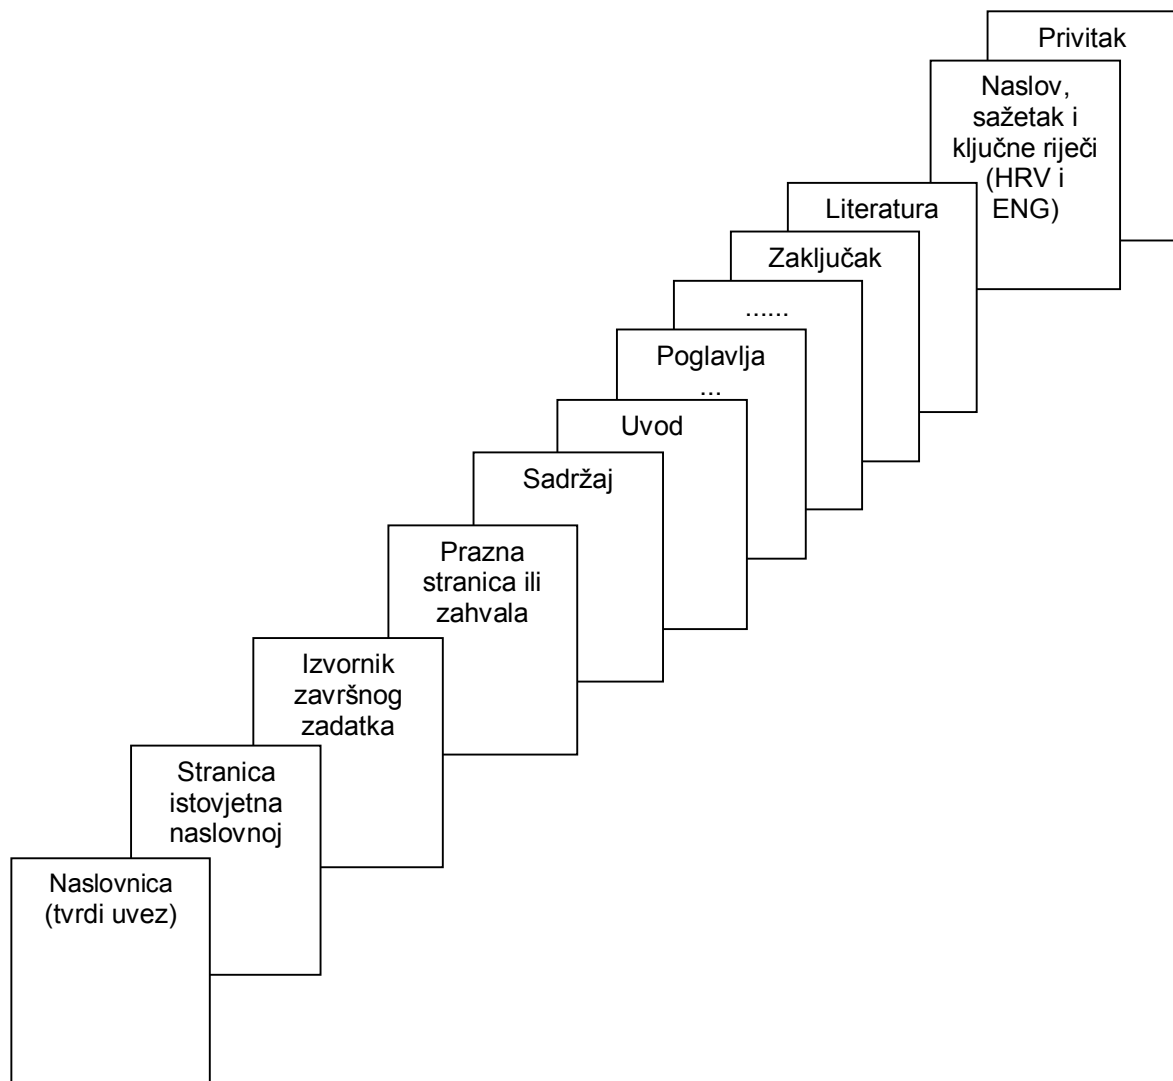 Privitak
Naslov,
sažetak i
ključne riječi
(HRV i
ENG)
Literatura
Zaključak
......
Poglavlja
...
Uvod
Sadržaj
Prazna
stranica ili
zahvala
Izvornik
završnog
zadatka
Stranica
istovjetna
naslovnoj
Naslovnica
(tvrdi uvez)